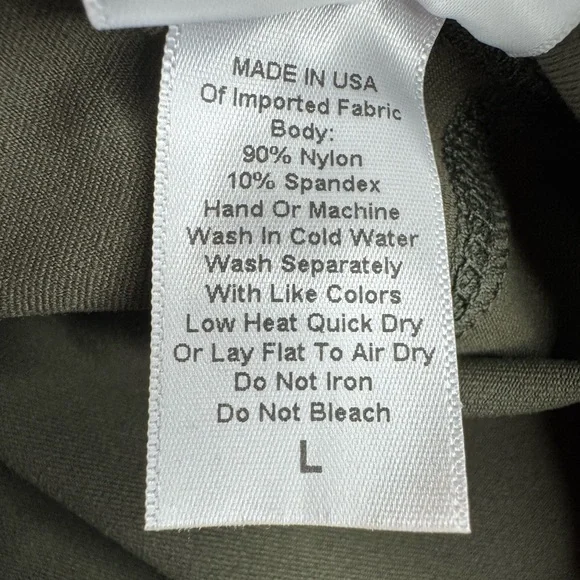 MADE IN USA
Of Imported Fabric
Body:
90% Nylon
10% Spandex
Hand Or Machine
Wash In Cold Water
Wash Separately
With Like Colors
Low Heat Quick Dry
Or Lay Flat To Air Dry
Do Not Iron
Do Not Bleach
L